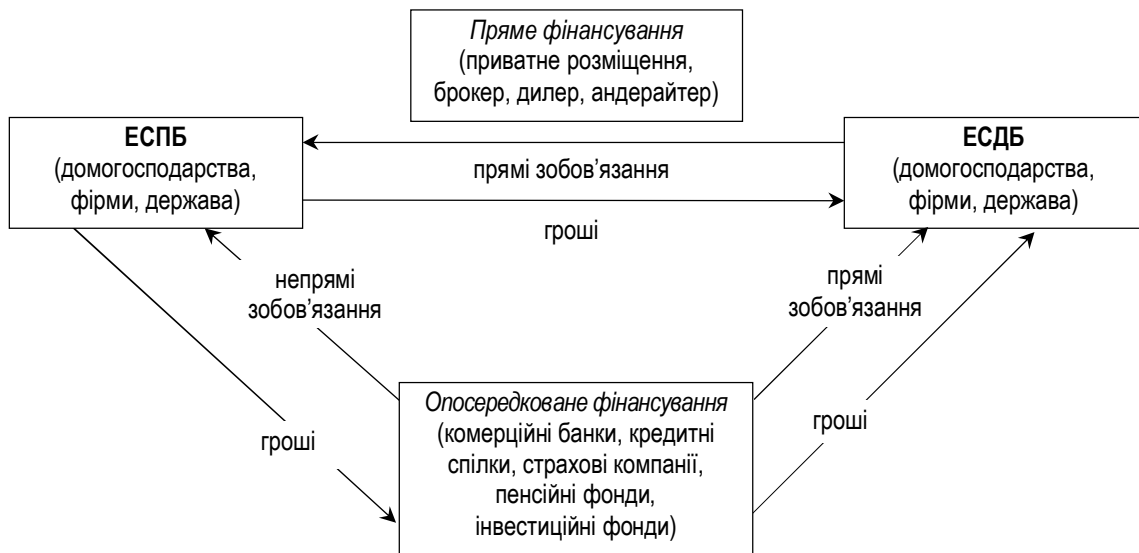 Пряме фінансування
(приватне розміщення,
брокер, дилер, андерайтер)
ЕСПБ
(домогосподарства,
фірми, держава)
ЕСДБ
(домогосподарства,
фірми, держава)
прямі зобов’язання
гроші
непрямі
зобов’язання
прямі
зобов’язання
гроші
Опосередковане фінансування
(комерційні банки, кредитні
спілки, страхові компанії,
пенсійні фонди,
інвестиційні фонди)
гроші